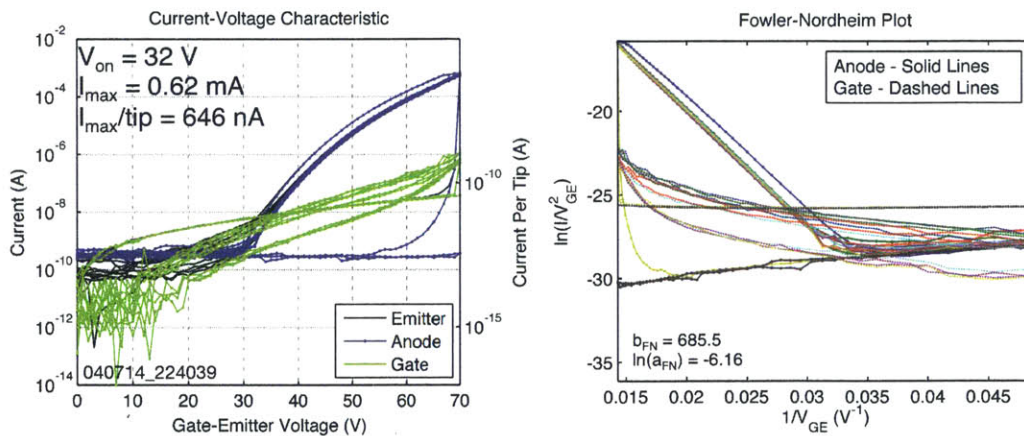 Current-Voltage Characteristic
10^-2
10^-4
10^-6
10^-8
10^-10
10^-12
10^-14
Current (A)
V_on = 32 V
I_max = 0.62 mA
I_max/tip = 646 nA
Emitter
Anode
Gate
040714_224039
0 10 20 30 40 50 60 70
Gate-Emitter Voltage (V)
10^-10
10^-15
Current Per Tip (A)
Fowler-Nordheim Plot
Anode - Solid Lines
Gate - Dashed Lines
-20
-25
-30
-35
ln(I/V_GE^2)
b_FN = 685.5
ln(a_FN) = -6.16
0.015 0.02 0.025 0.03 0.035 0.04 0.045
1/V_GE (V^-1)